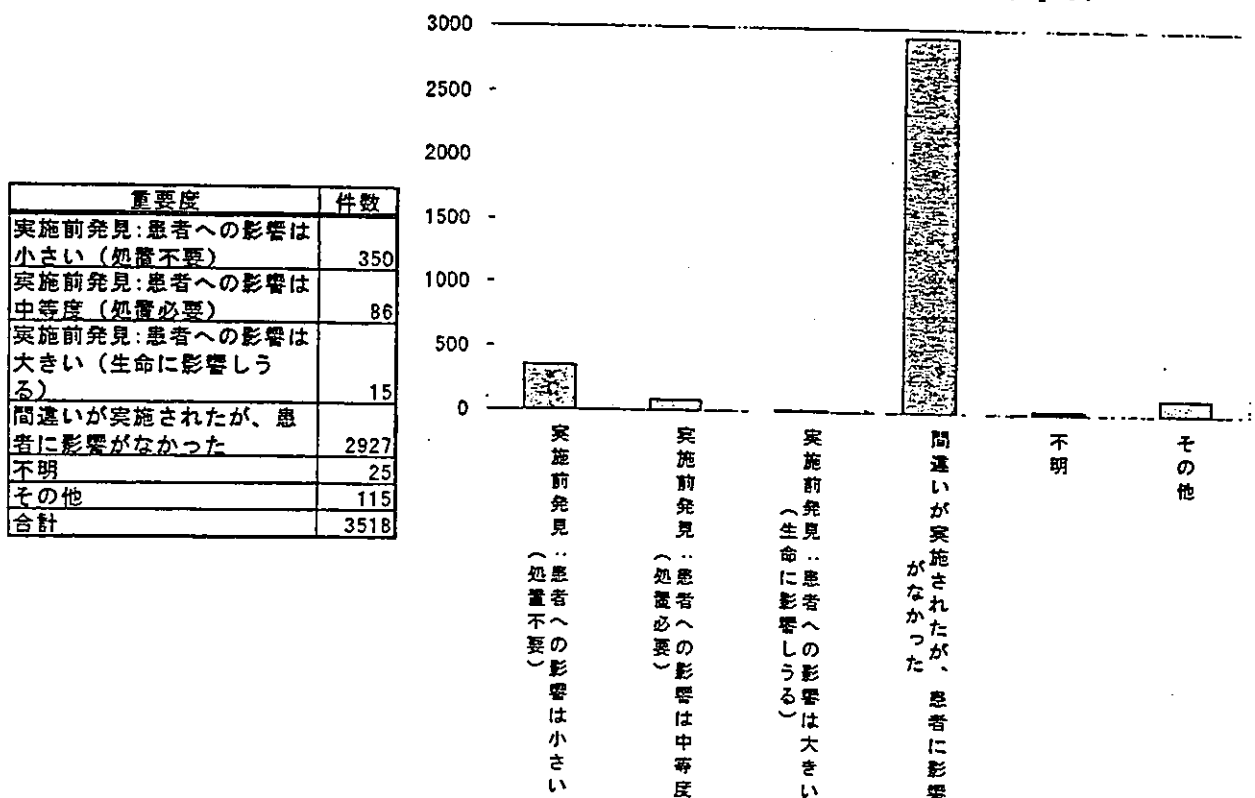 重要度 件数
実施前発見:患者への影響は
小さい(処置不要) 350
実施前発見:患者への影響は
中等度(処置必要) 86
実施前発見:患者への影響は
大きい(生命に影響しう
る) 15
間違いが実施されたが、患
者に影響がなかった 2927
不明 25
その他 115
合計 3518
3000
2500
2000
1500
1000
500
0
実施前発見:患者への影響は小さい
(処置不要)
実施前発見:患者への影響は中等度
(処置必要)
実施前発見:患者への影響は大きい
(生命に影響しうる)
間違いが実施されたが、患者に影響
がなかった
不明
その他